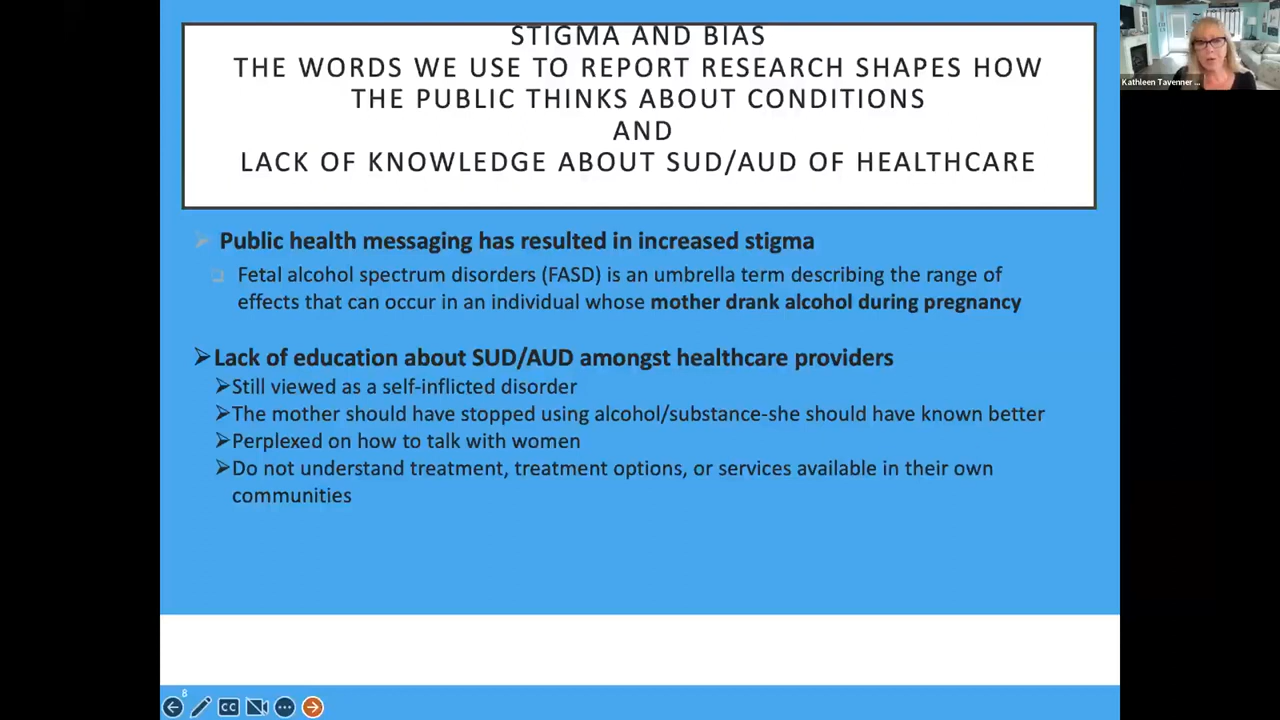 STIGMA AND BIAS
THE WORDS WE USE TO REPORT RESEARCH SHAPES HOW
THE PUBLIC THINKS ABOUT CONDITIONS
AND
LACK OF KNOWLEDGE ABOUT SUD/AUD OF HEALTHCARE
Kathleen Tavenner ...
Public health messaging has resulted in increased stigma
Fetal alcohol spectrum disorders (FASD) is an umbrella term describing the range of
effects that can occur in an individual whose mother drank alcohol during pregnancy
Lack of education about SUD/AUD amongst healthcare providers
Still viewed as a self-inflicted disorder
The mother should have stopped using alcohol/substance-she should have known better
Perplexed on how to talk with women
Do not understand treatment, treatment options, or services available in their own
communities
8
CC